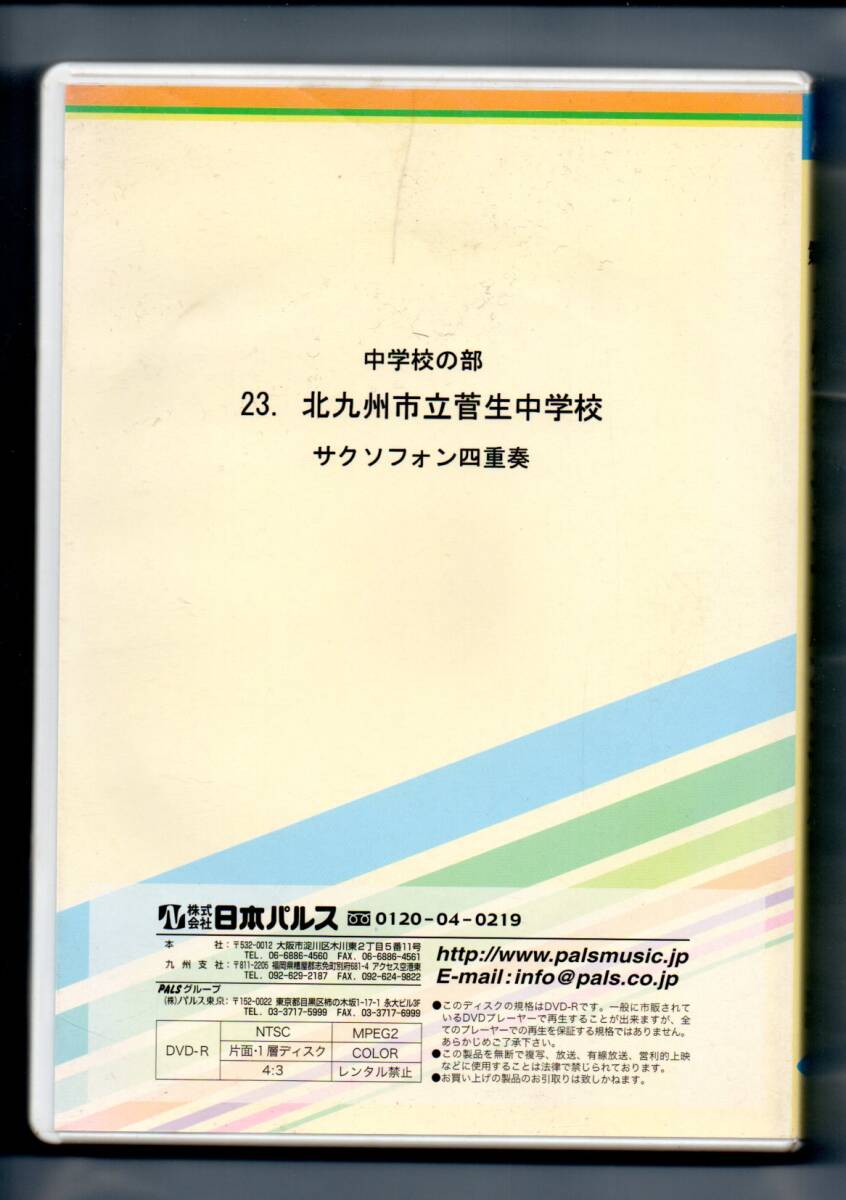 中学校の部
23. 北九州市立菅生中学校
サクソフォン四重奏
株式会社 日本パルス 0120-04-0219
本社:〒532-0012 大阪市淀川区木川東2丁目5番11号
TEL. 06-6886-4560 FAX. 06-6886-4561
九州支社:〒811-2205 福岡県糟屋郡志免町別府681-4 アクセス空港東
TEL. 092-629-2187 FAX. 092-624-9822
PALSグループ
(株)パルス東京:〒152-0022 東京都目黒区柿の木坂1-17-1 永大ビル3F
TEL. 03-3717-5999 FAX. 03-3717-6999
DVD-R
NTSC MPEG2
片面・1層ディスク COLOR
4:3 レンタル禁止
http://www.palsmusic.jp
E-mail:info@pals.co.jp
●このディスクの規格はDVD-Rです。一般に市販されて
いるDVDプレーヤーで再生することが出来ますが、全
てのプレーヤーでの再生を保証する規格ではありません。
あらかじめご了承下さい。
●この製品を無断で複写、放送、有線放送、営利的上映
などに使用することは法律で禁じられております。
●お買い上げの製品のお引取りは致しかねます。